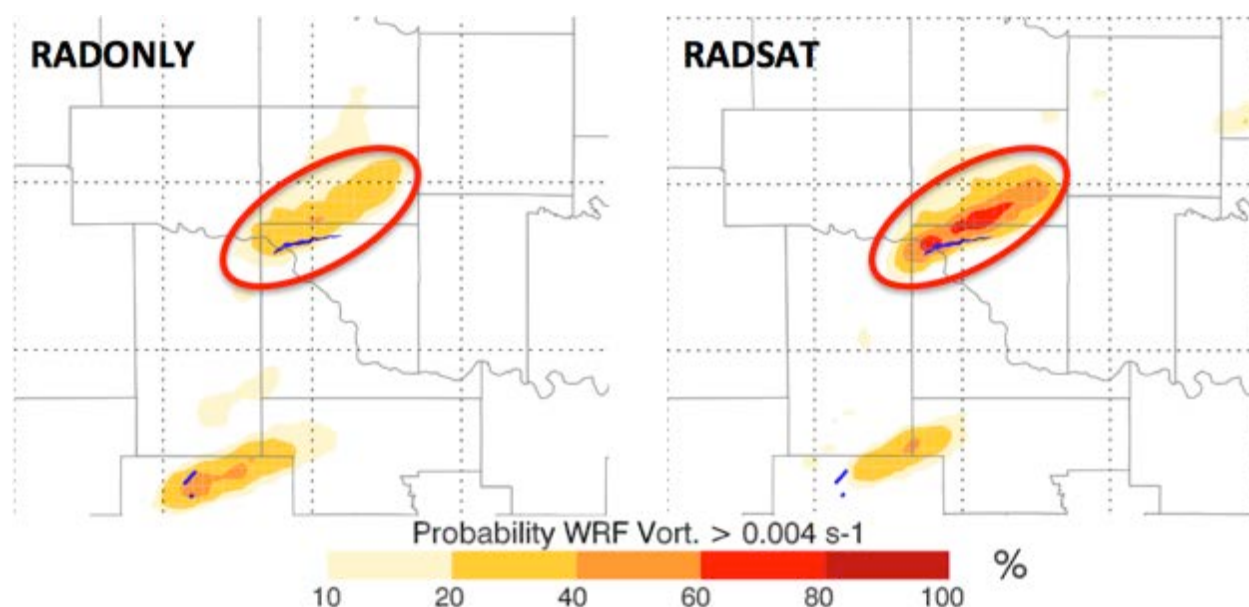 RADONLY
RADSAT
Probability WRF Vort. > 0.004 s-1
10 20 40 60 80 100 %